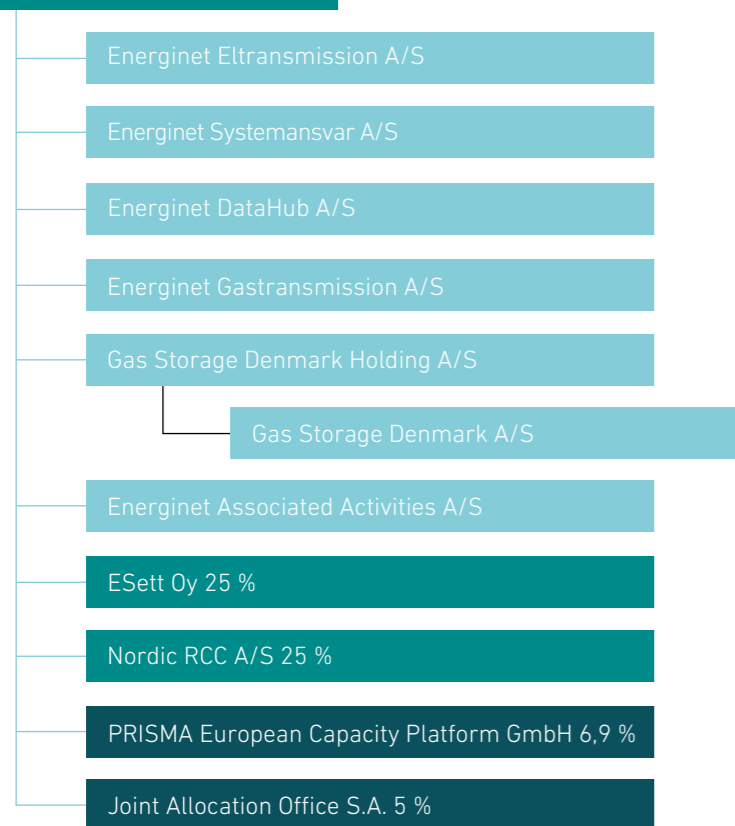 Energinet Eltransmission A/S
Energinet Systemansvar A/S
Energinet DataHub A/S
Energinet Gastransmission A/S
Gas Storage Denmark Holding A/S
Gas Storage Denmark A/S
Energinet Associated Activities A/S
ESett Oy 25 %
Nordic RCC A/S 25 %
PRISMA European Capacity Platform GmbH 6,9 %
Joint Allocation Office S.A. 5 %